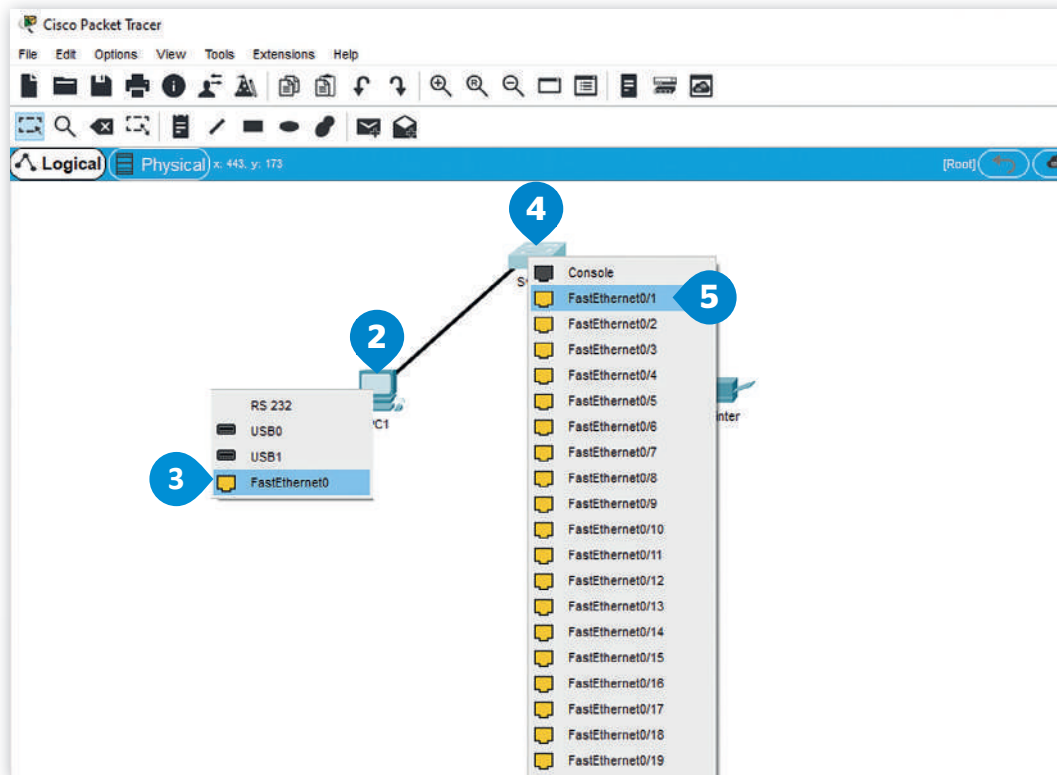 Cisco Packet Tracer
File Edit Options View Tools Extensions Help
Logical Physical x: 443, y: 173 [Root]
4
Console
FastEthernet0/1 5
FastEthernet0/2
2
FastEthernet0/3
FastEthernet0/4
FastEthernet0/5
FastEthernet0/6
FastEthernet0/7
FastEthernet0/8
FastEthernet0/9
FastEthernet0/10
FastEthernet0/11
FastEthernet0/12
FastEthernet0/13
FastEthernet0/14
FastEthernet0/15
FastEthernet0/16
FastEthernet0/17
FastEthernet0/18
FastEthernet0/19
RS 232
USB0
USB1
3 FastEthernet0